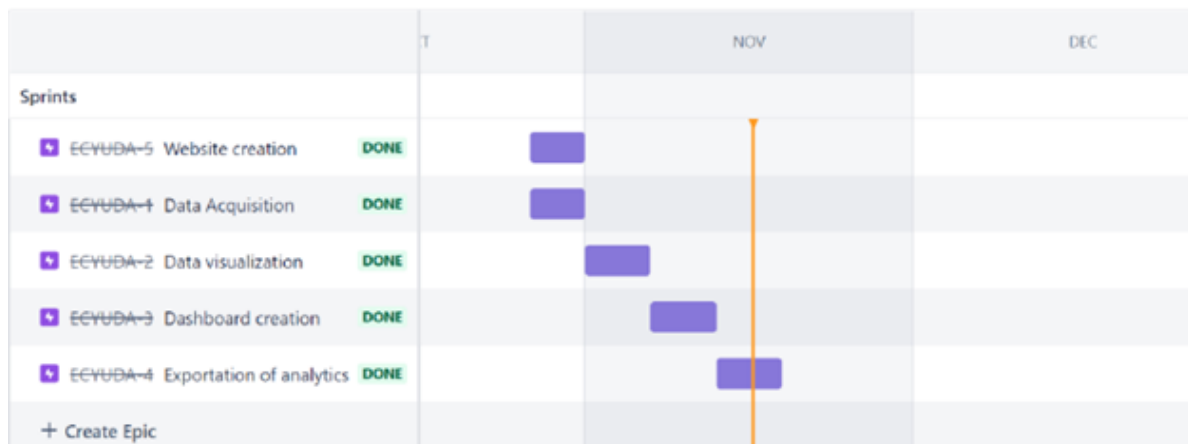 T NOV DEC
Sprints
ECYUDA-5 Website creation DONE
ECYUDA-1 Data Acquisition DONE
ECYUDA-2 Data visualization DONE
ECYUDA-3 Dashboard creation DONE
ECYUDA-4 Exportation of analytics DONE
+ Create Epic